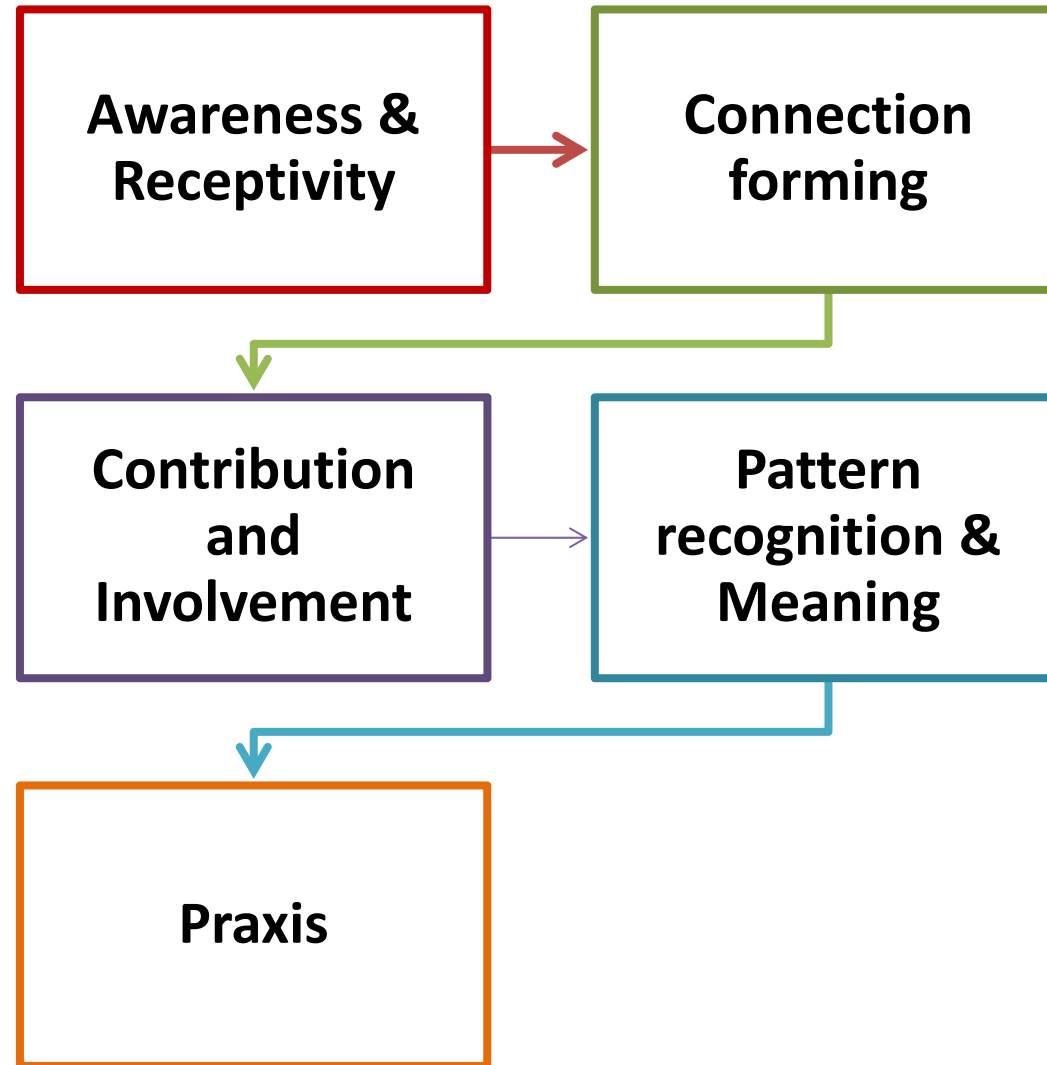 Awareness &
Receptivity
Connection
forming
Contribution
and
Involvement
Pattern
recognition &
Meaning
Praxis